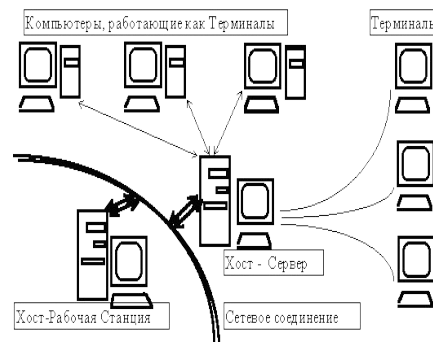 Компьютеры, работающие как Терминалы
Терминалы
Хост - Сервер
Хост-Рабочая Станция
Сетевое соединение